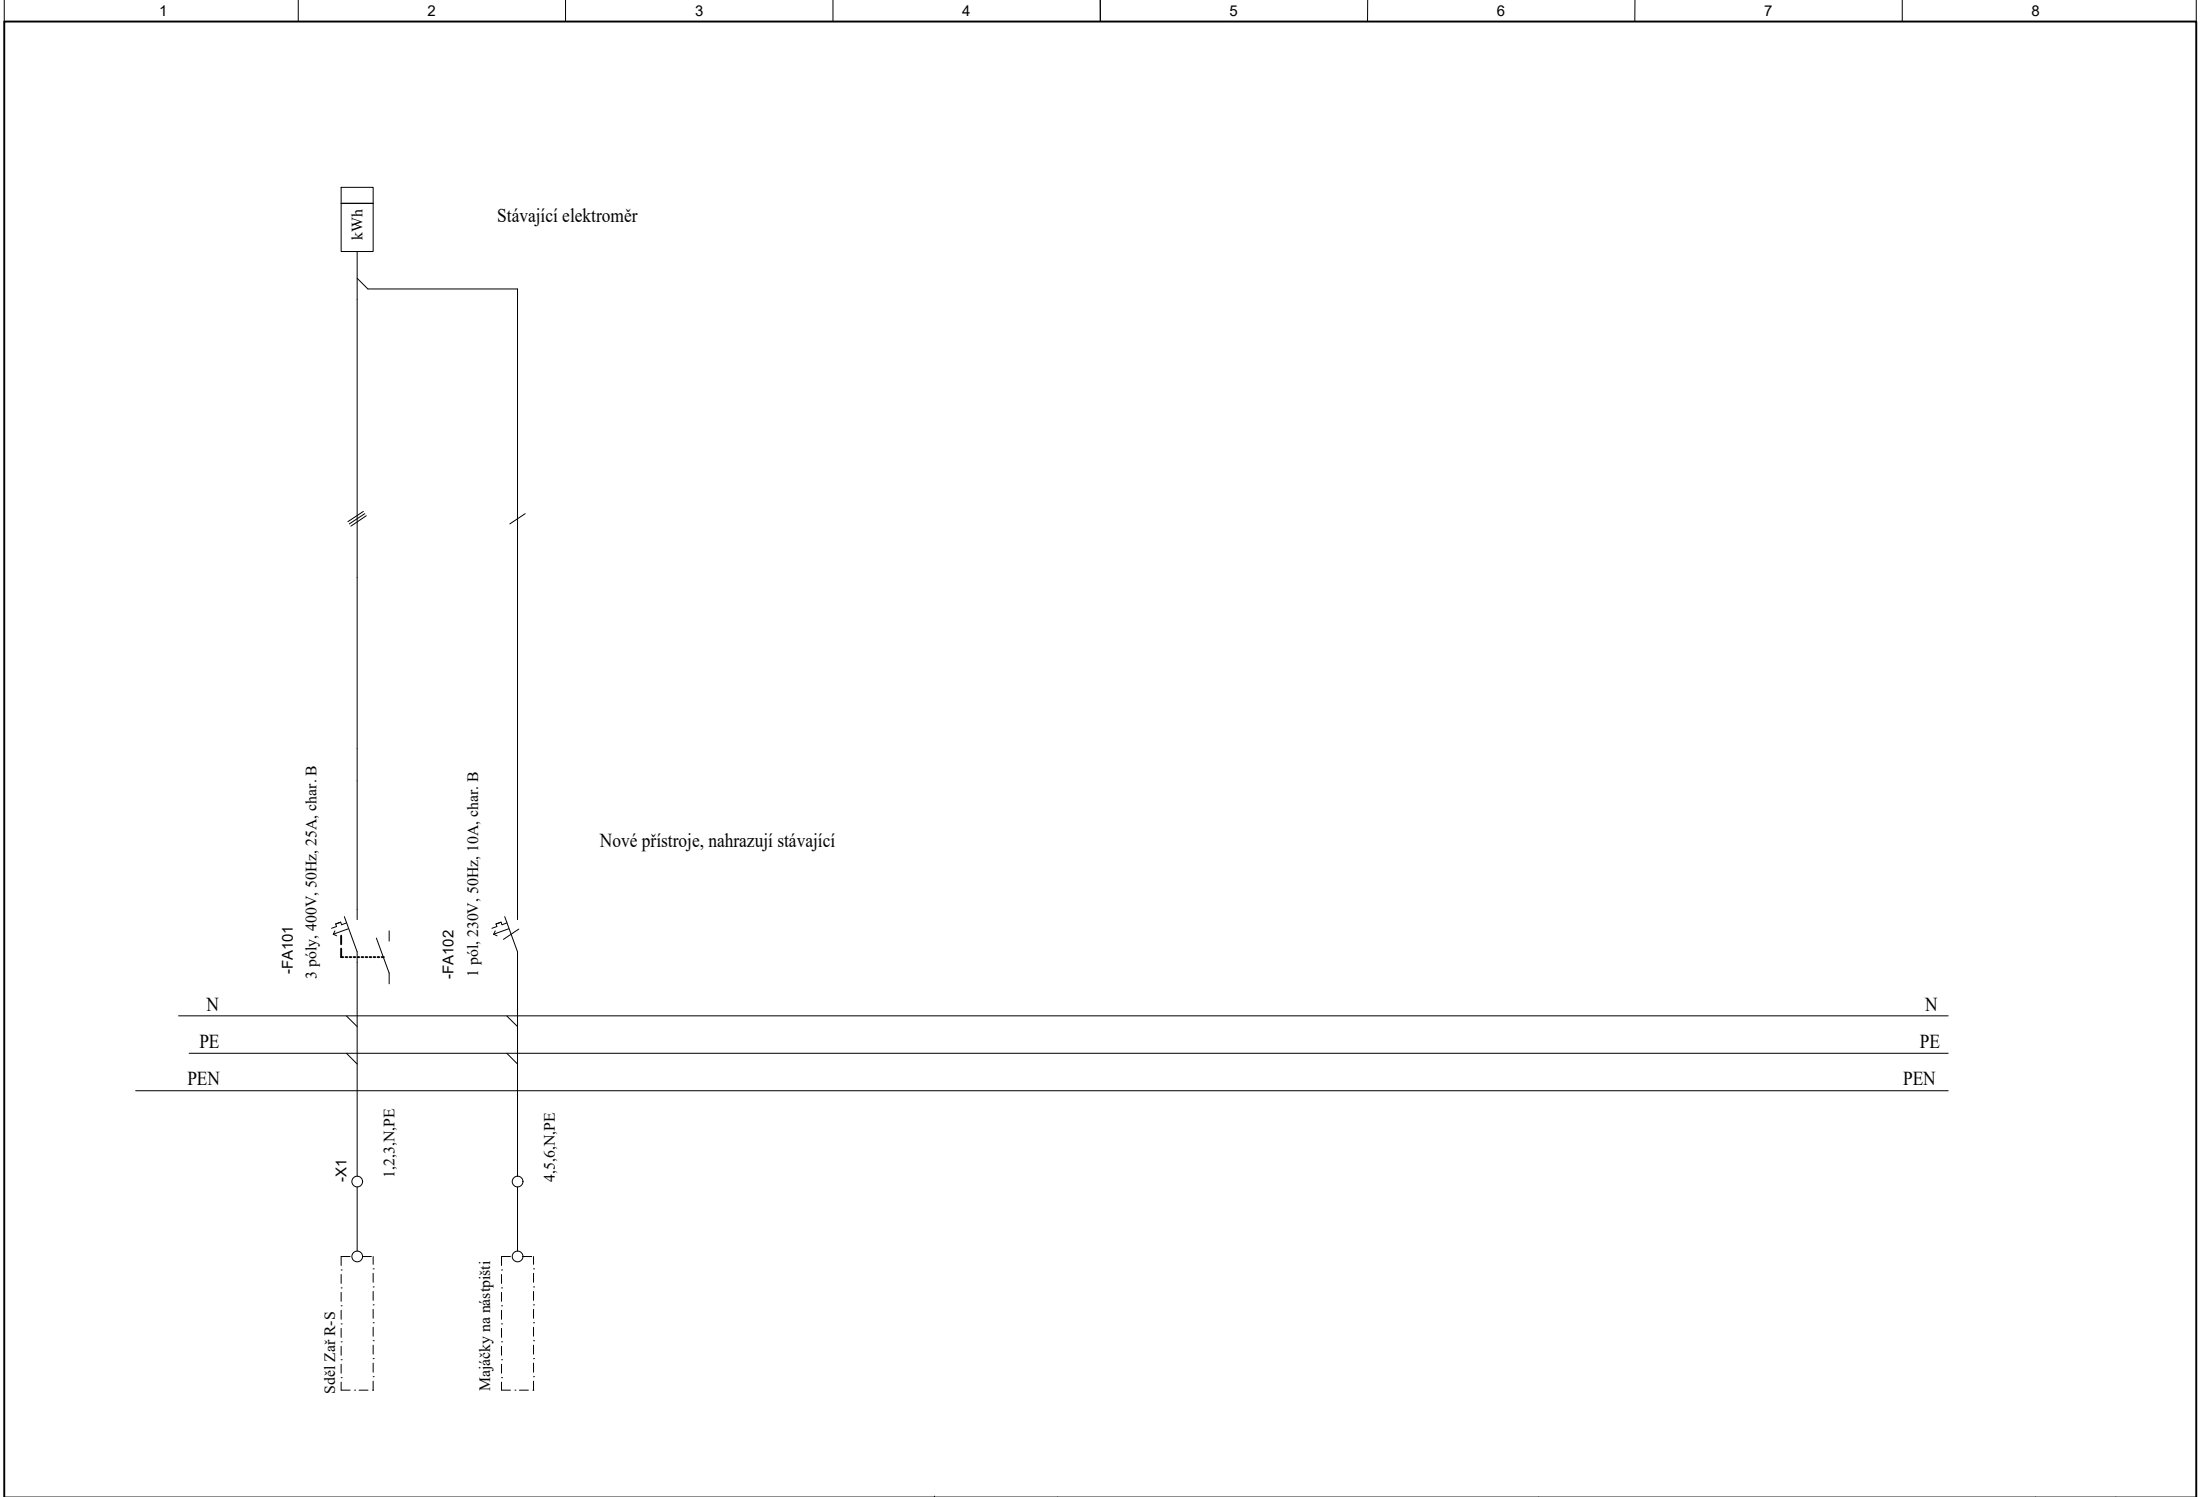 1 2 3 4 5 6 7 8
kWh
Stávající elektroměr
-FA101
3 póly, 400V, 50Hz, 25A, char. B
-FA102
1 pól, 230V, 50Hz, 10A, char. B
Nové přístroje, nahrazují stávající
N N
PE PE
PEN PEN
-X1
1,2,3,N,PE
4,5,6,N,PE
Sděl Zař R-S
Majáčky na nástpišti